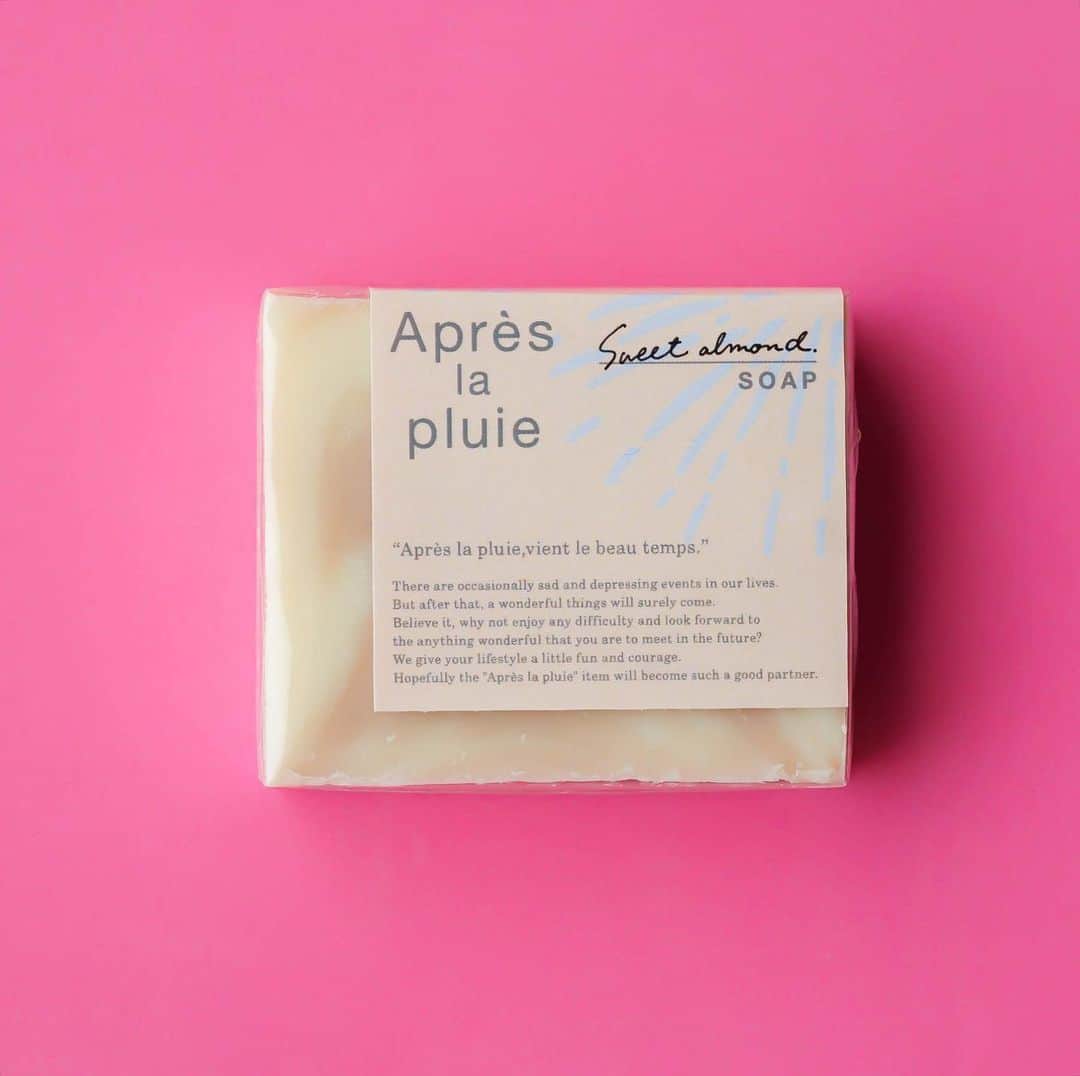 Après
la
pluie
Sweet almond.
SOAP
“Après la pluie,vient le beau temps.”
There are occasionally sad and depressing events in our lives.
But after that, a wonderful things will surely come.
Believe it, why not enjoy any difficulty and look forward to
the anything wonderful that you are to meet in the future?
We give your lifestyle a little fun and courage.
Hopefully the "Après la pluie" item will become such a good partner.